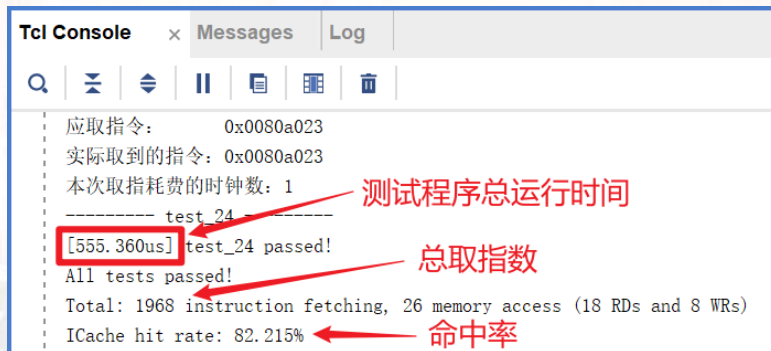 Tcl Console × Messages Log
应取指令: 0x0080a023
实际取到的指令: 0x0080a023
本次取指耗费的时钟数: 1
测试程序总运行时间
--------- test_24 ---------
[555.360us] test_24 passed!
总取指数
All tests passed!
Total: 1968 instruction fetching, 26 memory access (18 RDs and 8 WRs)
ICache hit rate: 82.215%
命中率